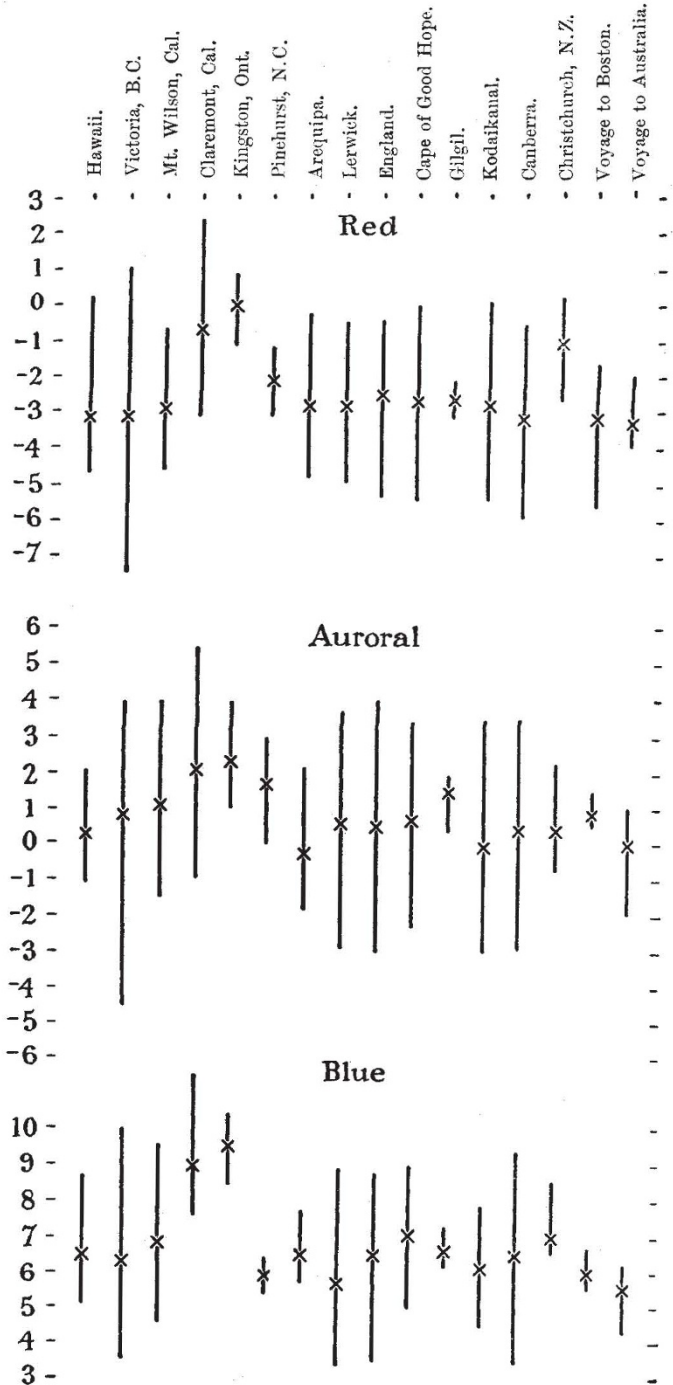 Hawaii.
Victoria, B.C.
Mt. Wilson, Cal.
Claremont, Cal.
Kingston, Ont.
Pinehurst, N.C.
Arequipa.
Lerwick.
England.
Cape of Good Hope.
Gilgil.
Kodaikanal.
Canberra.
Christchurch, N.Z.
Voyage to Boston.
Voyage to Australia.
3
Red
2
1
0
-1
-2
-3
-4
-5
-6
-7
6
Auroral
5
4
3
2
1
0
-1
-2
-3
-4
-5
-6
Blue
10
9
8
7
6
5
4
3